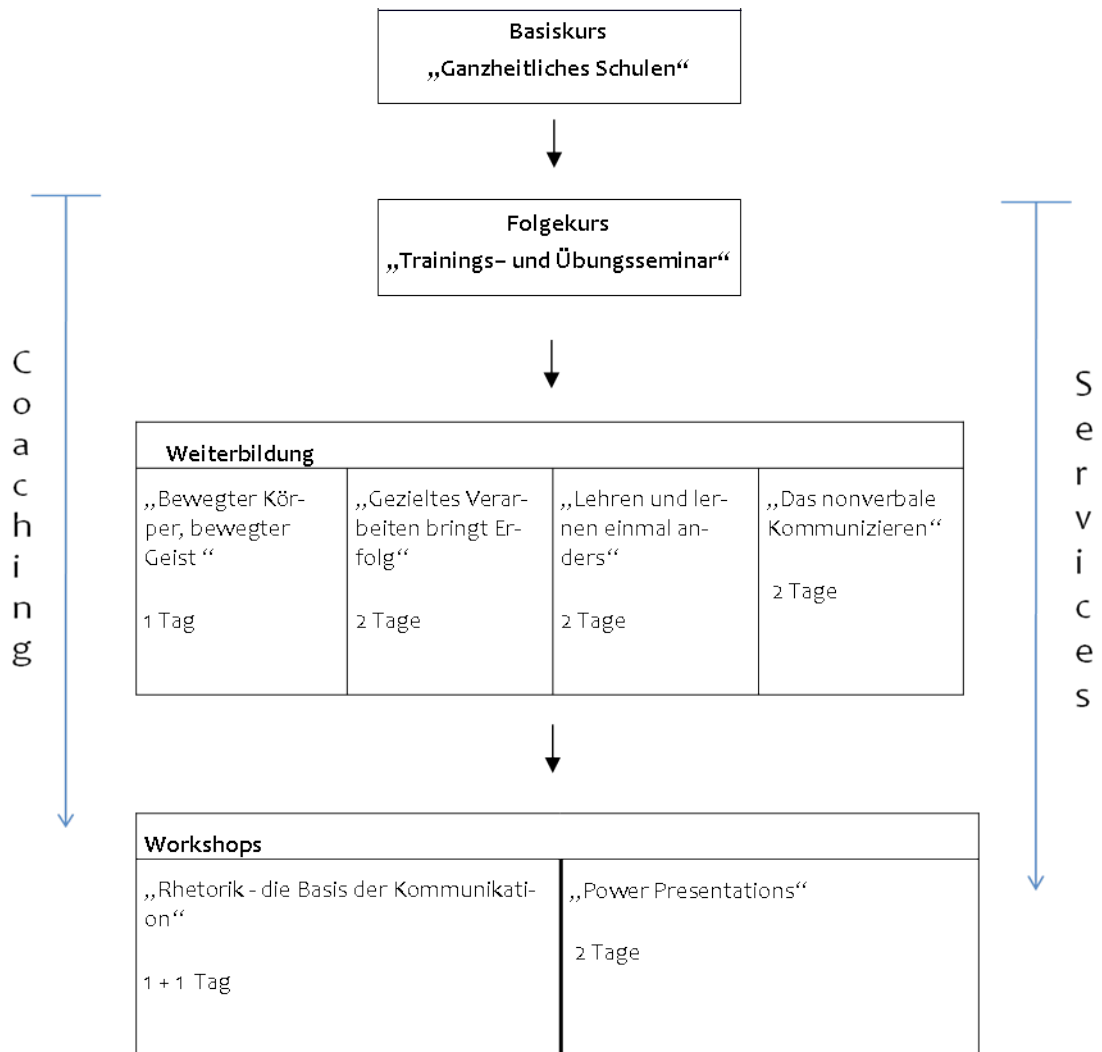 Basiskurs
„Ganzheitliches Schulen“
Folgekurs
„Trainings– und Übungsseminar“
Coaching
Services
Weiterbildung
„Bewegter Kör-
per, bewegter
Geist “
1 Tag
„Gezieltes Verar-
beiten bringt Er-
folg“
2 Tage
„Lehren und ler-
nen einmal an-
ders“
2 Tage
„Das nonverbale
Kommunizieren“
2 Tage
Workshops
„Rhetorik - die Basis der Kommunikati-
on“
1 + 1 Tag
„Power Presentations“
2 Tage